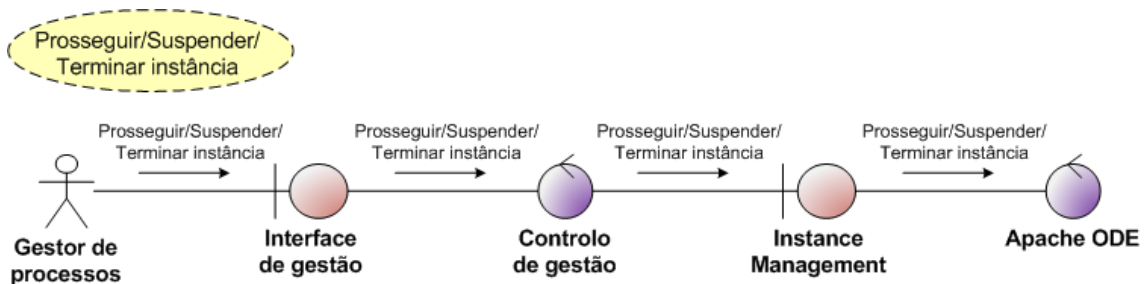 Prosseguir/Suspender/
Terminar instância
Prosseguir/Suspender/
Terminar instância
Prosseguir/Suspender/
Terminar instância
Prosseguir/Suspender/
Terminar instância
Prosseguir/Suspender/
Terminar instância
Gestor de
processos
Interface
de gestão
Controlo
de gestão
Instance
Management
Apache ODE